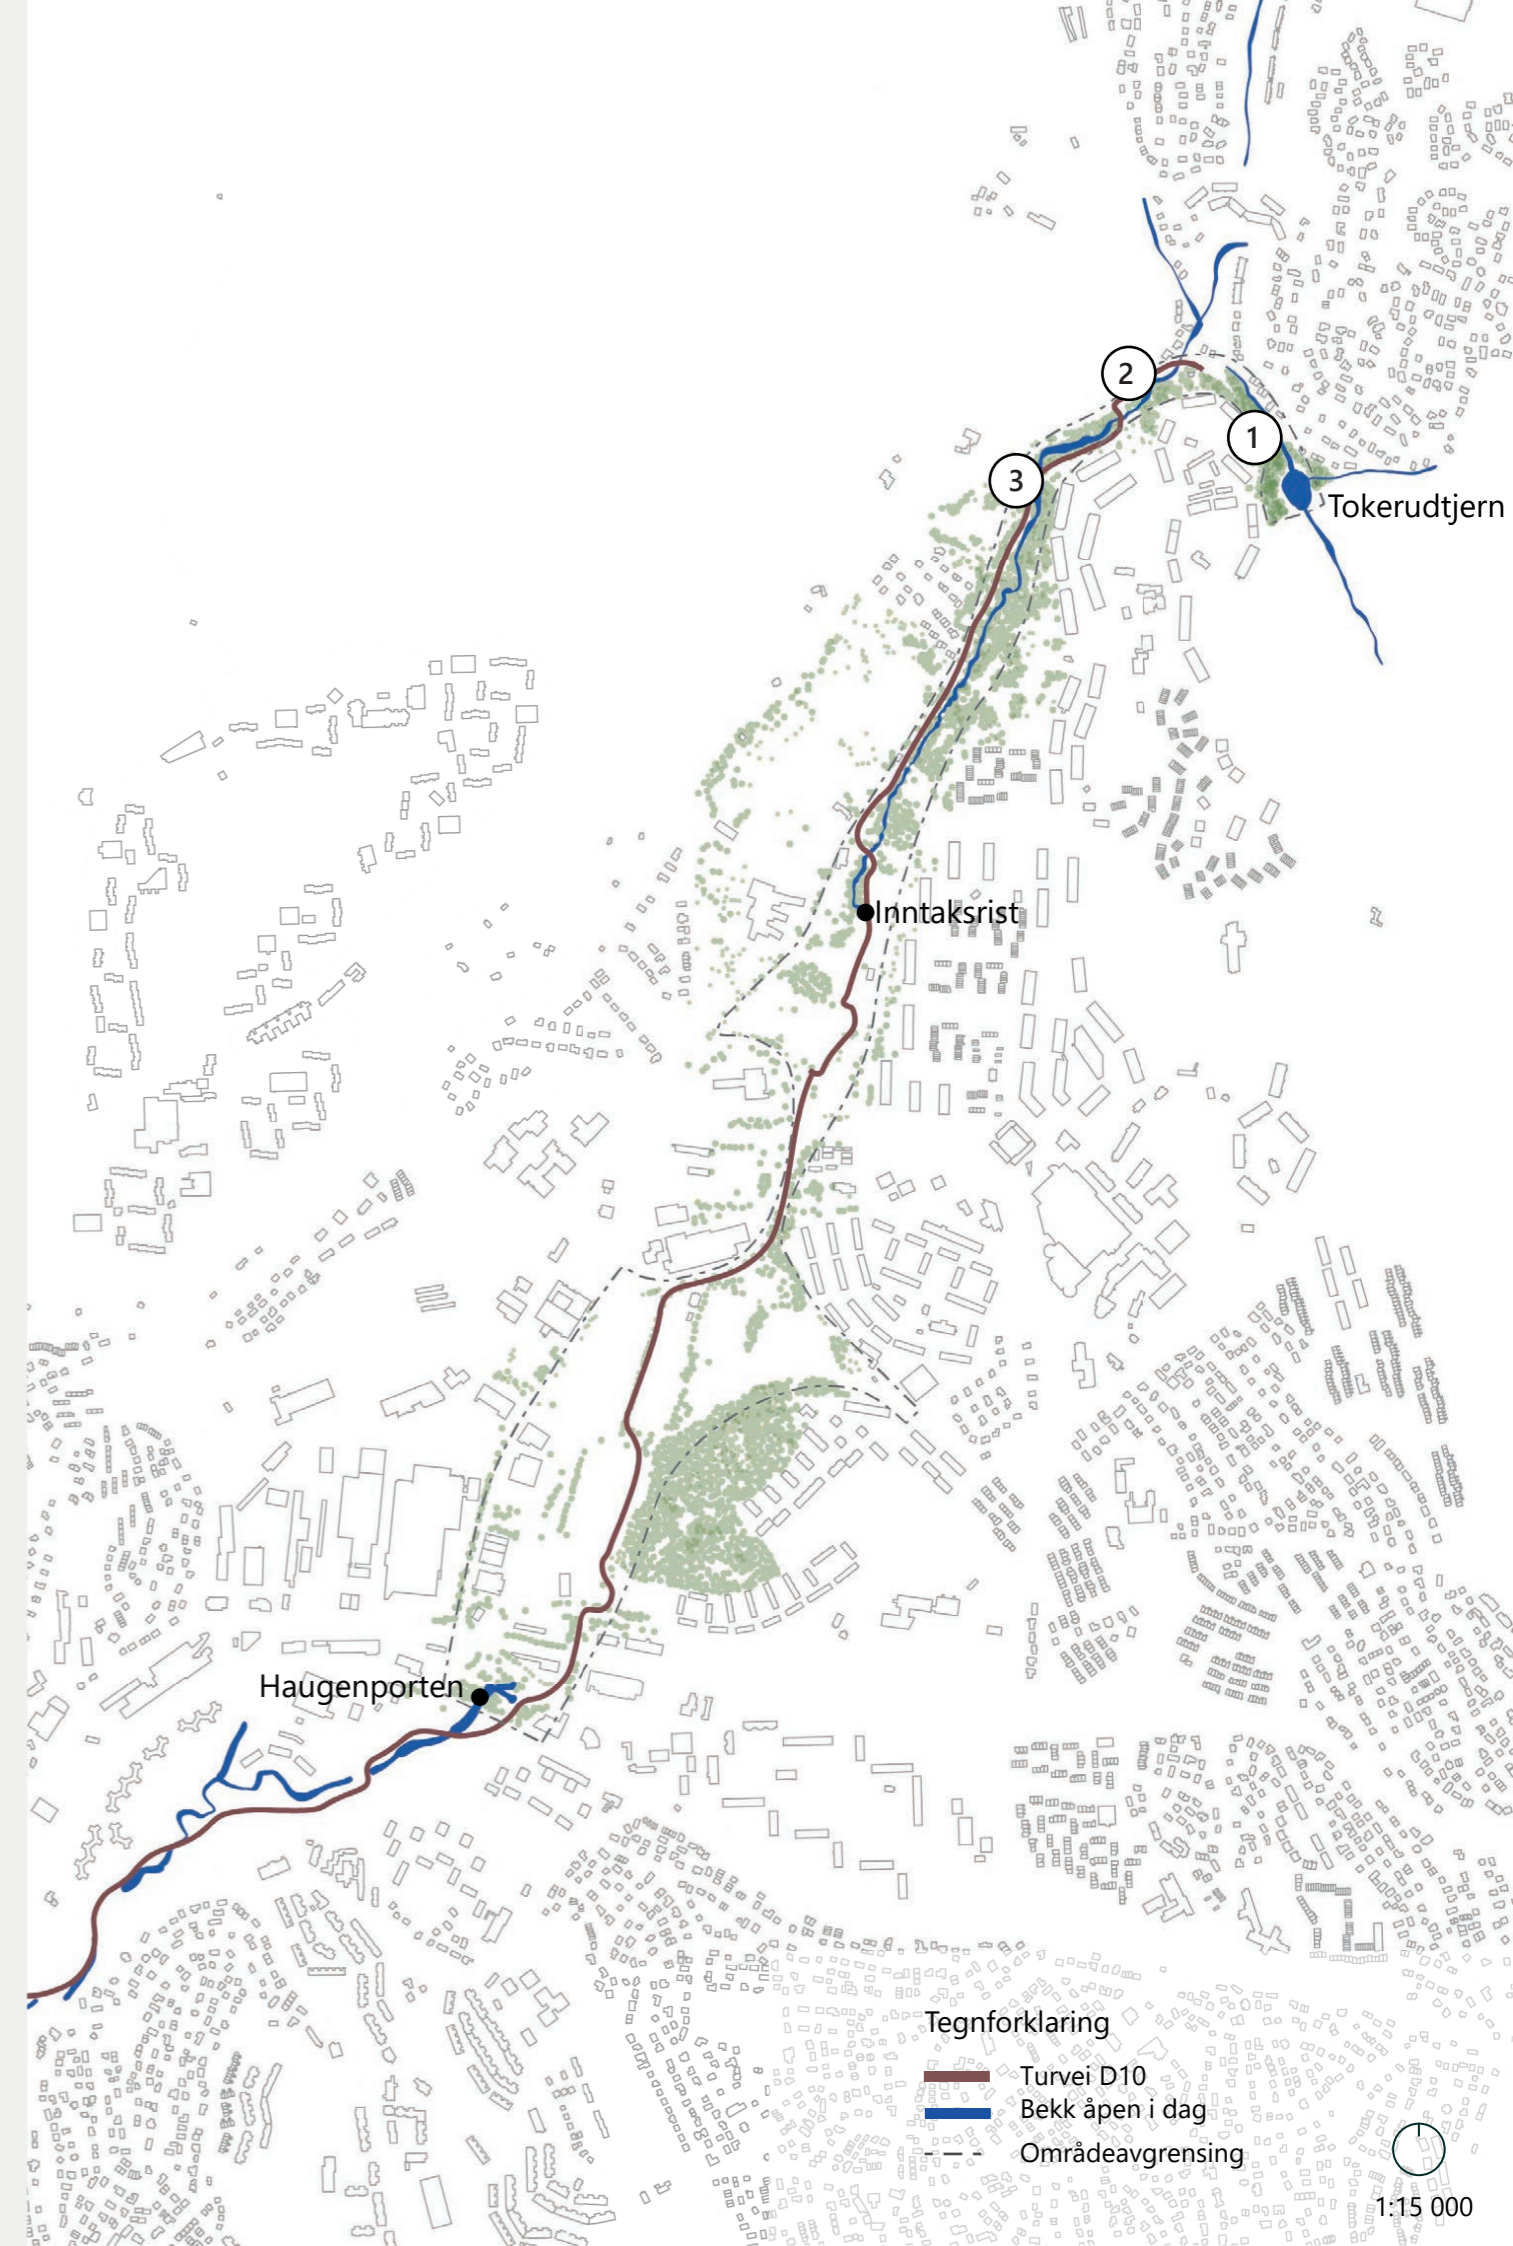 2
1
3
Tokerudtjern
Inntaksrist
Haugenporten
Tegnforklaring
Turvei D10
Bekk åpen i dag
Områdeavgrensing
1:15 000